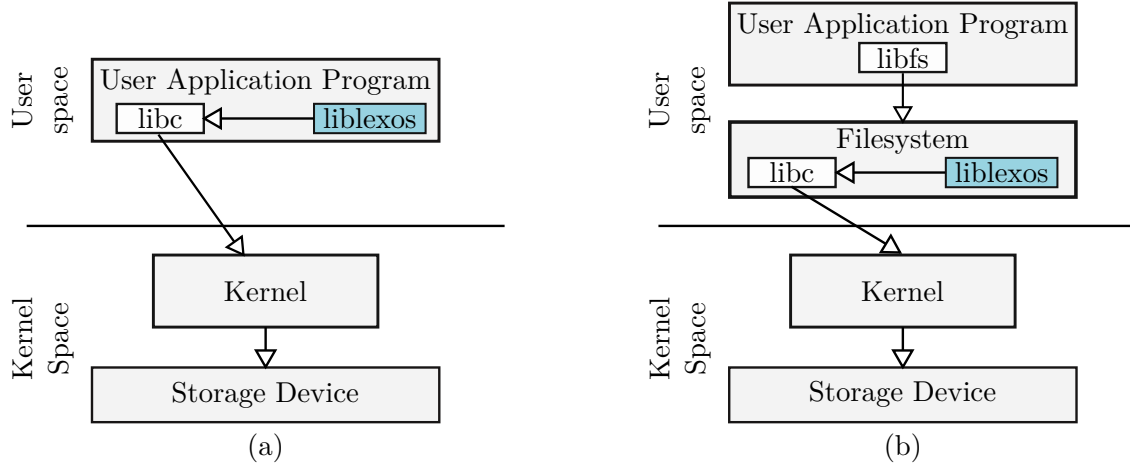 User
space
User Application Program
libc
liblexos
Kernel
Space
Kernel
Storage Device
(a)
User
space
User Application Program
libfs
Filesystem
libc
liblexos
Kernel
Space
Kernel
Storage Device
(b)